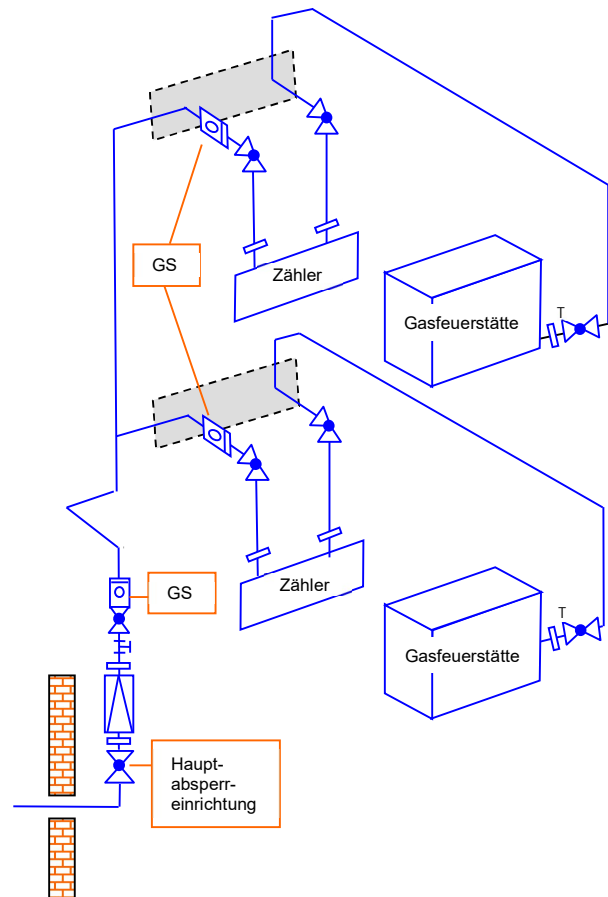 GS
Zähler
T
Gasfeuerstätte
Zähler
GS
T
Gasfeuerstätte
Haupt-
absperr-
einrichtung